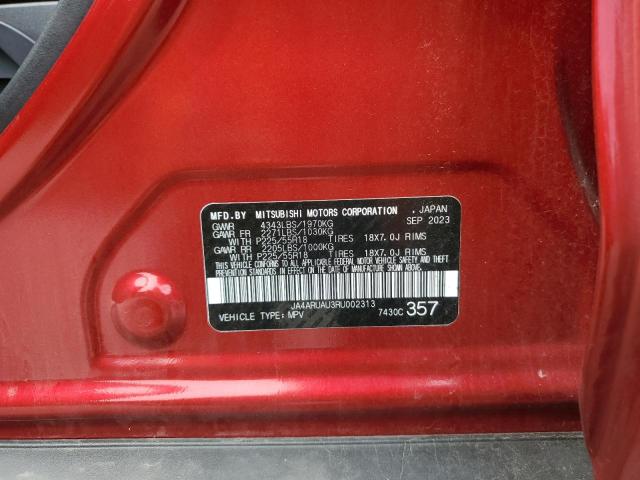 MFD.BY MITSUBISHI MOTORS CORPORATION , JAPAN
GVWR 4343LBS/1970KG SEP 2023
GAWR FR 2271LBS/1030KG
WITH P225/55R18 TIRES 18X7.0J RIMS
GAWR RR 2205LBS/1000KG
WITH P225/55R18 TIRES 18X7.0J RIMS
THIS VEHICLE CONFORMS TO ALL APPLICABLE FEDERAL MOTOR VEHICLE SAFETY AND THEFT
PREVENTION STANDARDS IN EFFECT ON THE DATE OF MANUFACTURE SHOWN ABOVE.
JA4ARUAU3RU002313
VEHICLE TYPE: MPV 7430C 357